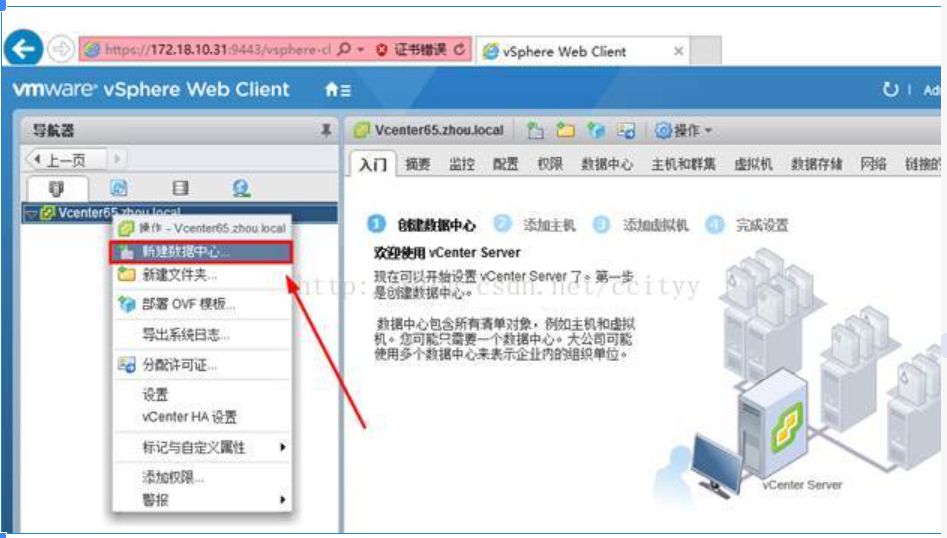 https://172.18.10.31:9443/vsphere-cl
证书错误
vSphere Web Client
vmware vSphere Web Client
导航器
Vcenter65.zhou.local
操作
上一页
入门 摘要 监控 配置 权限 数据中心 主机和群集 虚拟机 数据存储 网络 链接的
Vcenter65.zhou.local
操作 - Vcenter65.zhou.local
新建数据中心...
新建文件夹...
部署 OVF 模板...
导出系统日志...
分配许可证...
设置
vCenter HA 设置
标记与自定义属性
添加权限...
警报
1 创建数据中心 2 添加主机 3 添加虚拟机 4 完成设置
欢迎使用 vCenter Server
现在可以开始设置 vCenter Server 了。第一步
是创建数据中心。
数据中心包含所有清单对象，例如主机和虚拟
机。您可能只需要一个数据中心。大公司可能
使用多个数据中心来表示企业内的组织单位。
vCenter Server